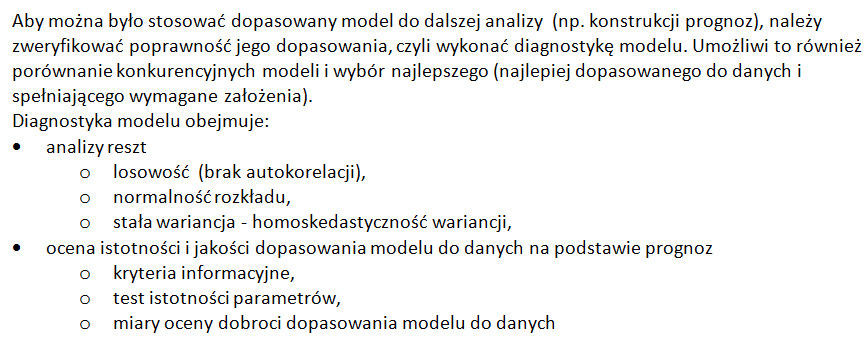 Aby można było stosować dopasowany model do dalszej analizy (np. konstrukcji prognoz), należy
zweryfikować poprawność jego dopasowania, czyli wykonać diagnostykę modelu. Umożliwi to również
porównanie konkurencyjnych modeli i wybór najlepszego (najlepiej dopasowanego do danych i
spełniającego wymagane założenia).
Diagnostyka modelu obejmuje:
• analizy reszt
o losowość (brak autokorelacji),
o normalność rozkładu,
o stała wariancja - homoskedastyczność wariancji,
• ocena istotności i jakości dopasowania modelu do danych na podstawie prognoz
o kryteria informacyjne,
o test istotności parametrów,
o miary oceny dobroci dopasowania modelu do danych